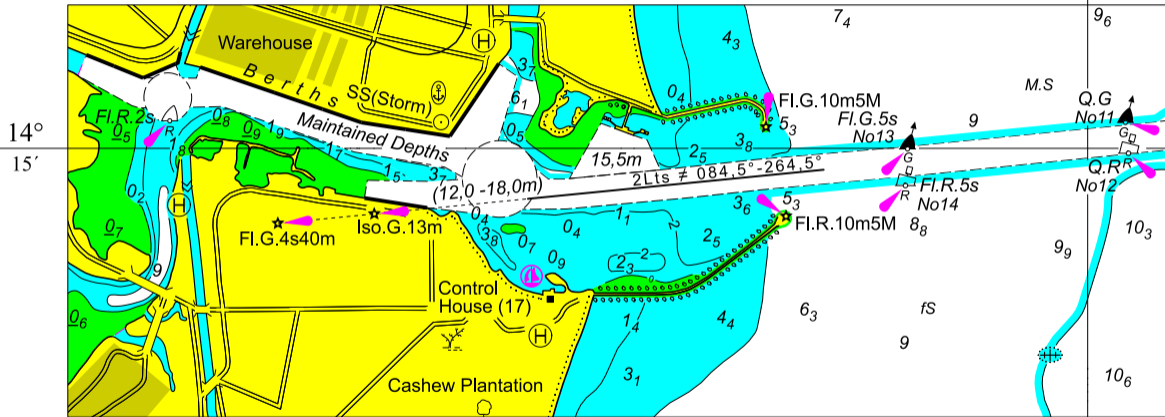 7₄
9₆
4₃
Warehouse
H
3₇
Berths
SS(Storm)
M.S
0₄
Fl.G.10m5M
Q.G
Fl.R.2s
6₁
Fl.G.5s
No11
0₅
0₈
5₃
9
No13
R
0₉
1₉
Maintained Depths
0₅
3₈
14°
1₈
15,5m
2₅
G
G
15´
1₇
2Lts ≠ 084,5°-264,5°
R
1₅
3₇
(12,0 -18,0m)
R
Fl.R.5s
Q.R
0₂
No14
No12
H
3₆
5₃
0₄
1₁
Iso.G.13m
Fl.R.10m5M
8₈
0₇
Fl.G.4s40m
3₈
0₇
0₄
2₅
9₉
10₃
9
0₉
2₃
2₂
Control
House (17)
6₃
fS
0₆
1₄
4₄
H
9
3₁
10₆
Cashew Plantation